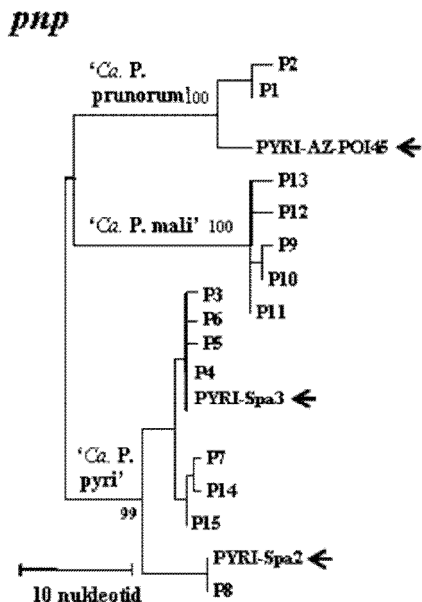 pnp
‘Ca. P. prunorum’
100
P2
P1
PYRI-AZ-POI45
P13
‘Ca. P. mali’ 100
P12
P9
P10
P11
P3
P6
P5
P4
PYRI-Spa3
‘Ca. P. pyri’
99
P7
P14
P15
PYRI-Spa2
P8
10 nukleotid